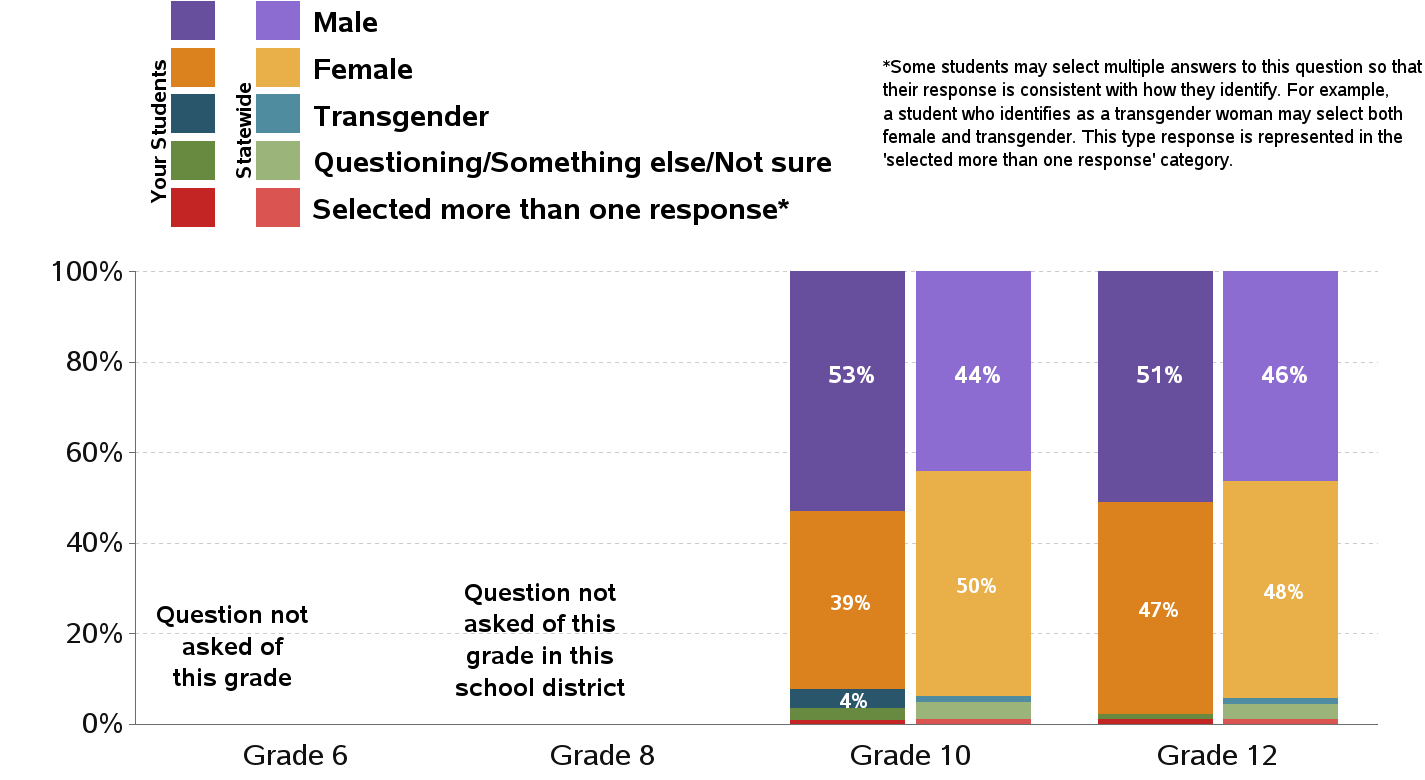 Your Students
Statewide
Male
Female
Transgender
Questioning/Something else/Not sure
Selected more than one response*
*Some students may select multiple answers to this question so that
their response is consistent with how they identify. For example,
a student who identifies as a transgender woman may select both
female and transgender. This type response is represented in the
'selected more than one response' category.
100%
80%
60%
40%
20%
0%
Question not
asked of
this grade
Question not
asked of this
grade in this
school district
53%
39%
4%
44%
50%
51%
47%
46%
48%
Grade 6
Grade 8
Grade 10
Grade 12